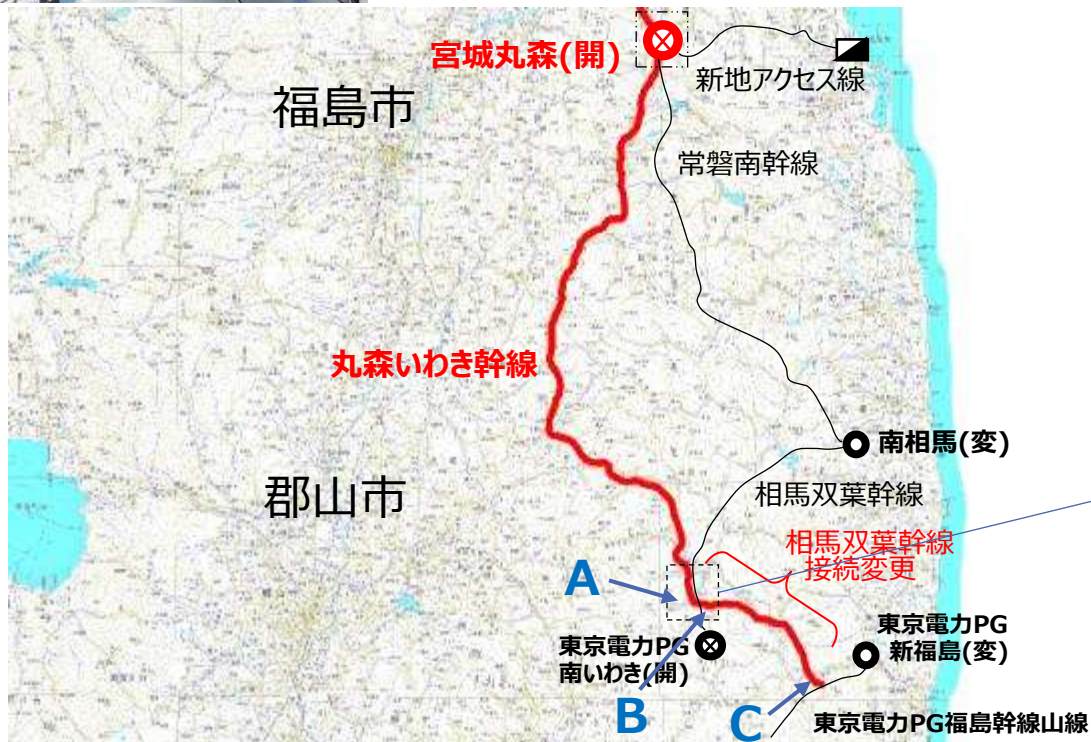 宮城丸森(開)
新地アクセス線
福島市
常磐南幹線
丸森いわき幹線
南相馬(変)
郡山市
相馬双葉幹線
相馬双葉幹線
接続変更
A
東京電力PG
南いわき(開)
東京電力PG
新福島(変)
B
C
東京電力PG福島幹線山線